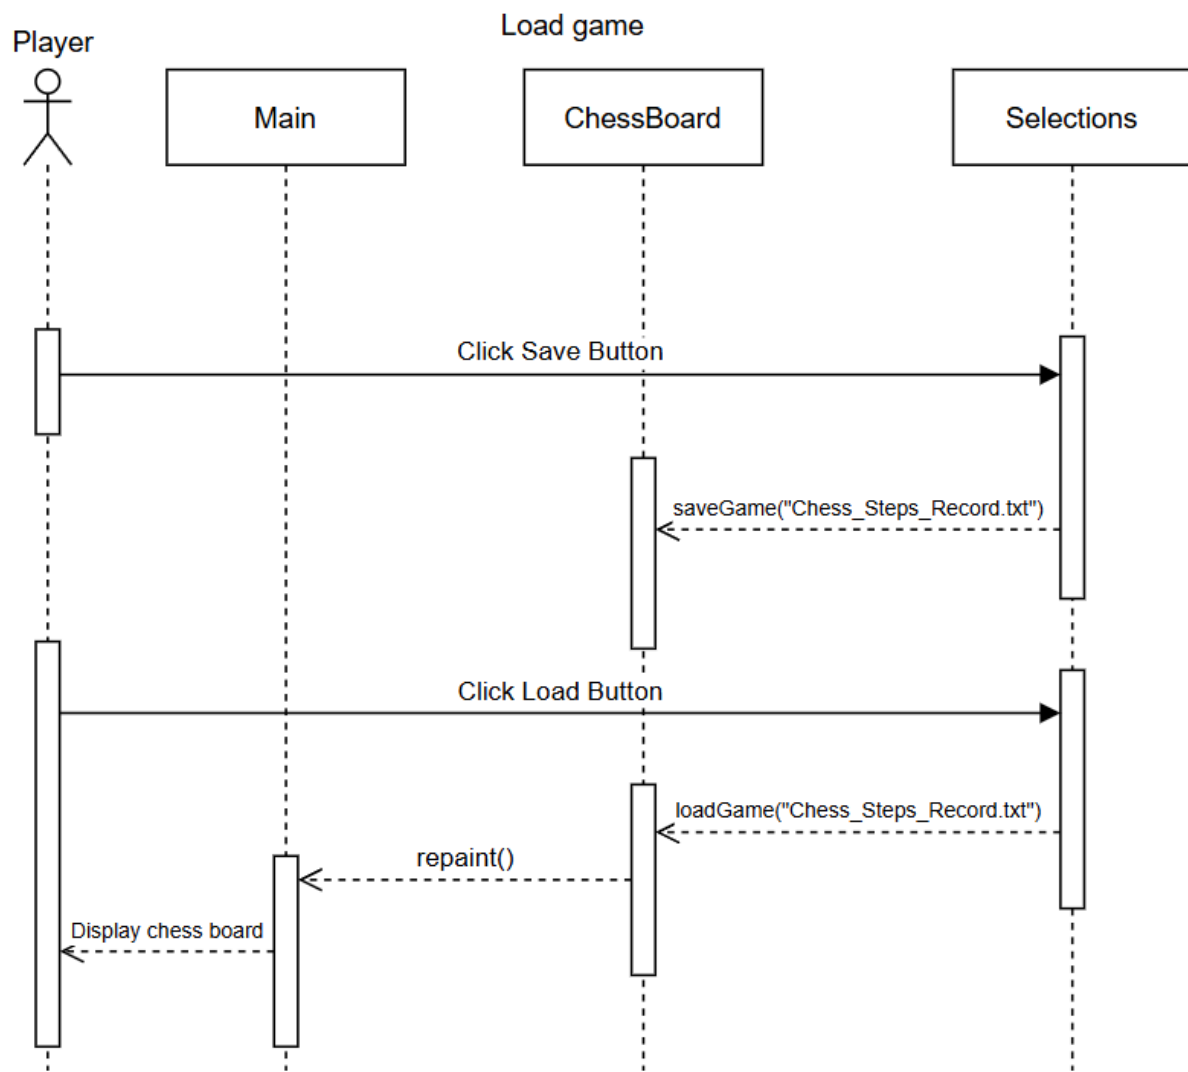 Load game
Player
Main
ChessBoard
Selections
Click Save Button
saveGame("Chess_Steps_Record.txt")
Click Load Button
loadGame("Chess_Steps_Record.txt")
repaint()
Display chess board